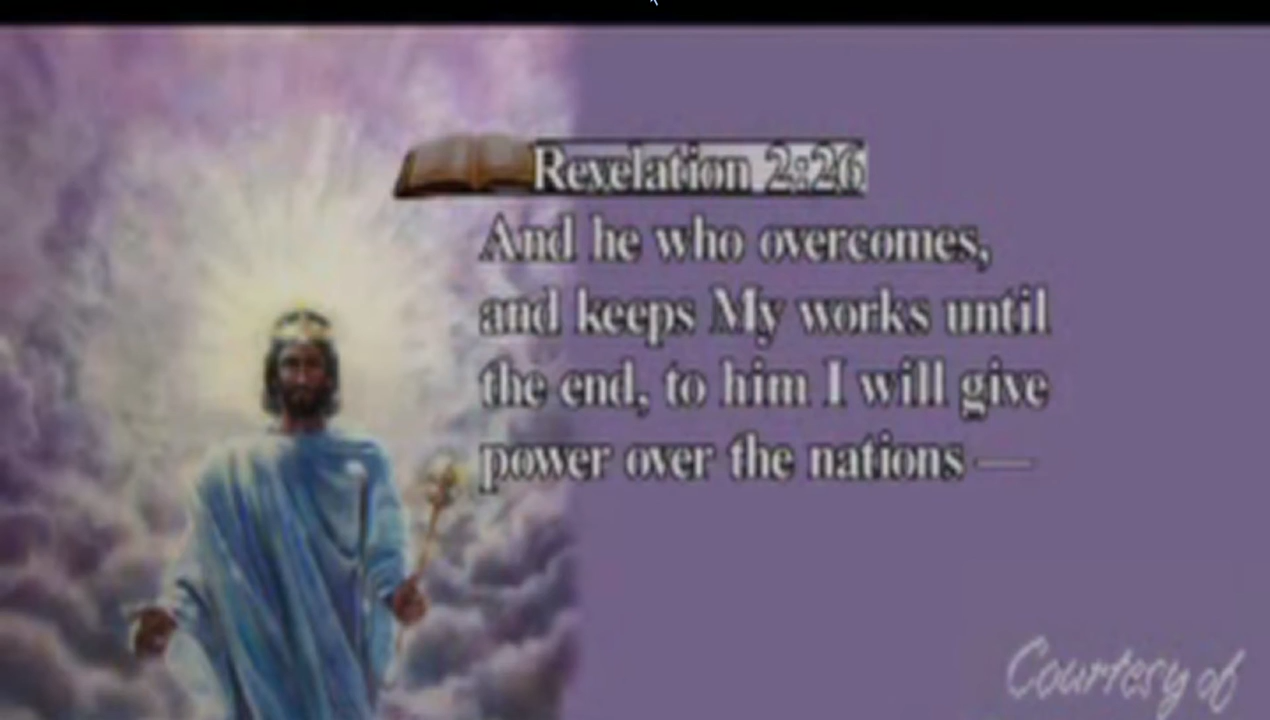 Revelation 2:26
And he who overcomes,
and keeps My works until
the end, to him I will give
power over the nations —
Courtesy of